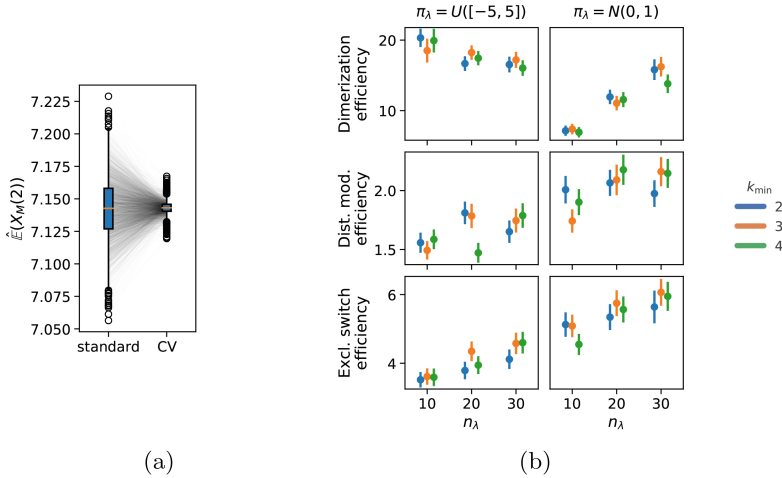 π_λ = U([−5, 5])
π_λ = N(0, 1)
Ê(X_M(2))
7.225
7.200
7.175
7.150
7.125
7.100
7.075
7.050
standard
CV
(a)
Dimerization
efficiency
20
10
Dist. mod.
efficiency
2.0
1.5
Excl. switch
efficiency
6
4
10
20
30
n_λ
10
20
30
n_λ
(b)
k_min
2
3
4